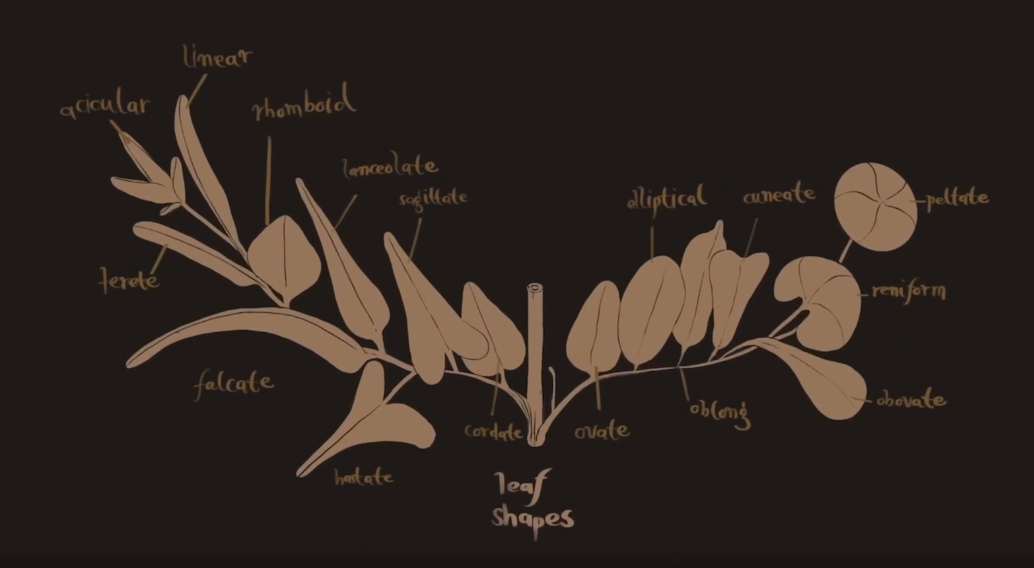 linear
acicular
rhomboid
lanceolate
sagittate
elliptical
cuneate
peltate
terete
reniform
falcate
obovate
oblong
cordate
ovate
hastate
leaf
shapes